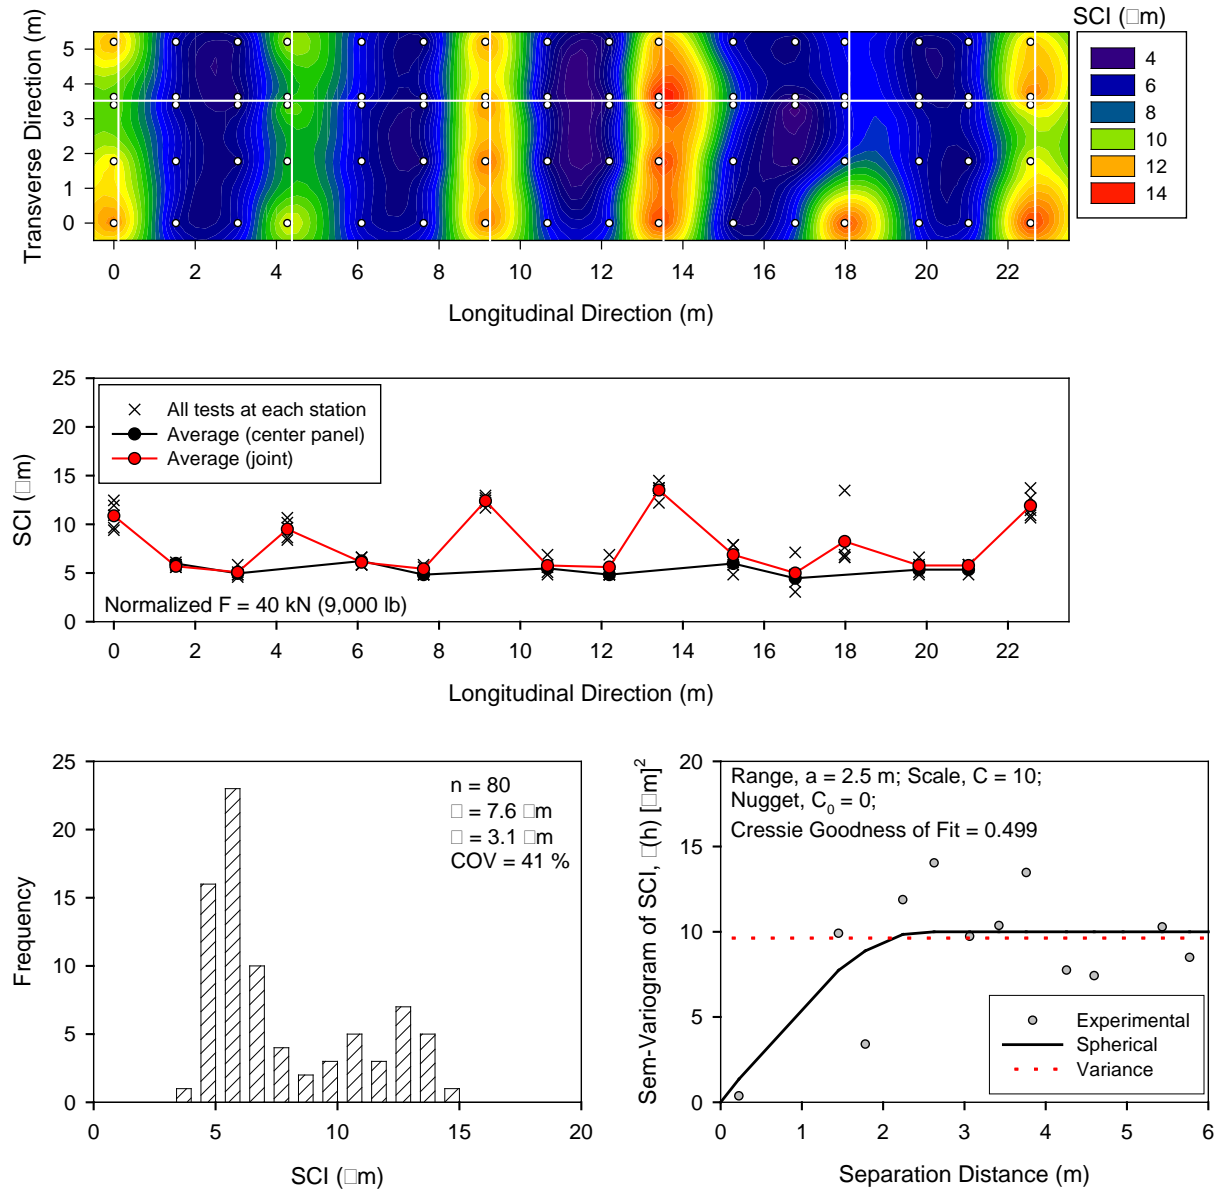 SCI (□m)
4
6
8
10
12
14
Transverse Direction (m)
5
4
3
2
1
0
0 2 4 6 8 10 12 14 16 18 20 22
Longitudinal Direction (m)
SCI (□m)
25
20
15
10
5
0
All tests at each station
Average (center panel)
Average (joint)
Normalized F = 40 kN (9,000 lb)
0 2 4 6 8 10 12 14 16 18 20 22
Longitudinal Direction (m)
Frequency
25
20
15
10
5
0
n = 80
□ = 7.6 □m
□ = 3.1 □m
COV = 41 %
0 5 10 15 20
SCI (□m)
Sem-Variogram of SCI, □(h) [□m]²
20
15
10
5
0
Range, a = 2.5 m; Scale, C = 10;
Nugget, C₀ = 0;
Cressie Goodness of Fit = 0.499
Experimental
Spherical
Variance
0 1 2 3 4 5 6
Separation Distance (m)